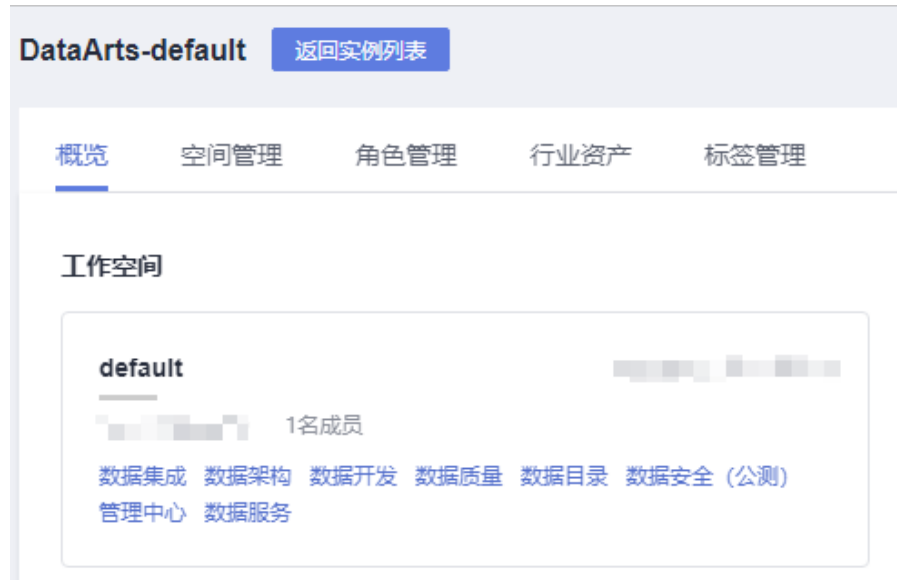 DataArts-default 返回实例列表
概览 空间管理 角色管理 行业资产 标签管理
工作空间
default
1名成员
数据集成 数据架构 数据开发 数据质量 数据目录 数据安全 (公测)
管理中心 数据服务